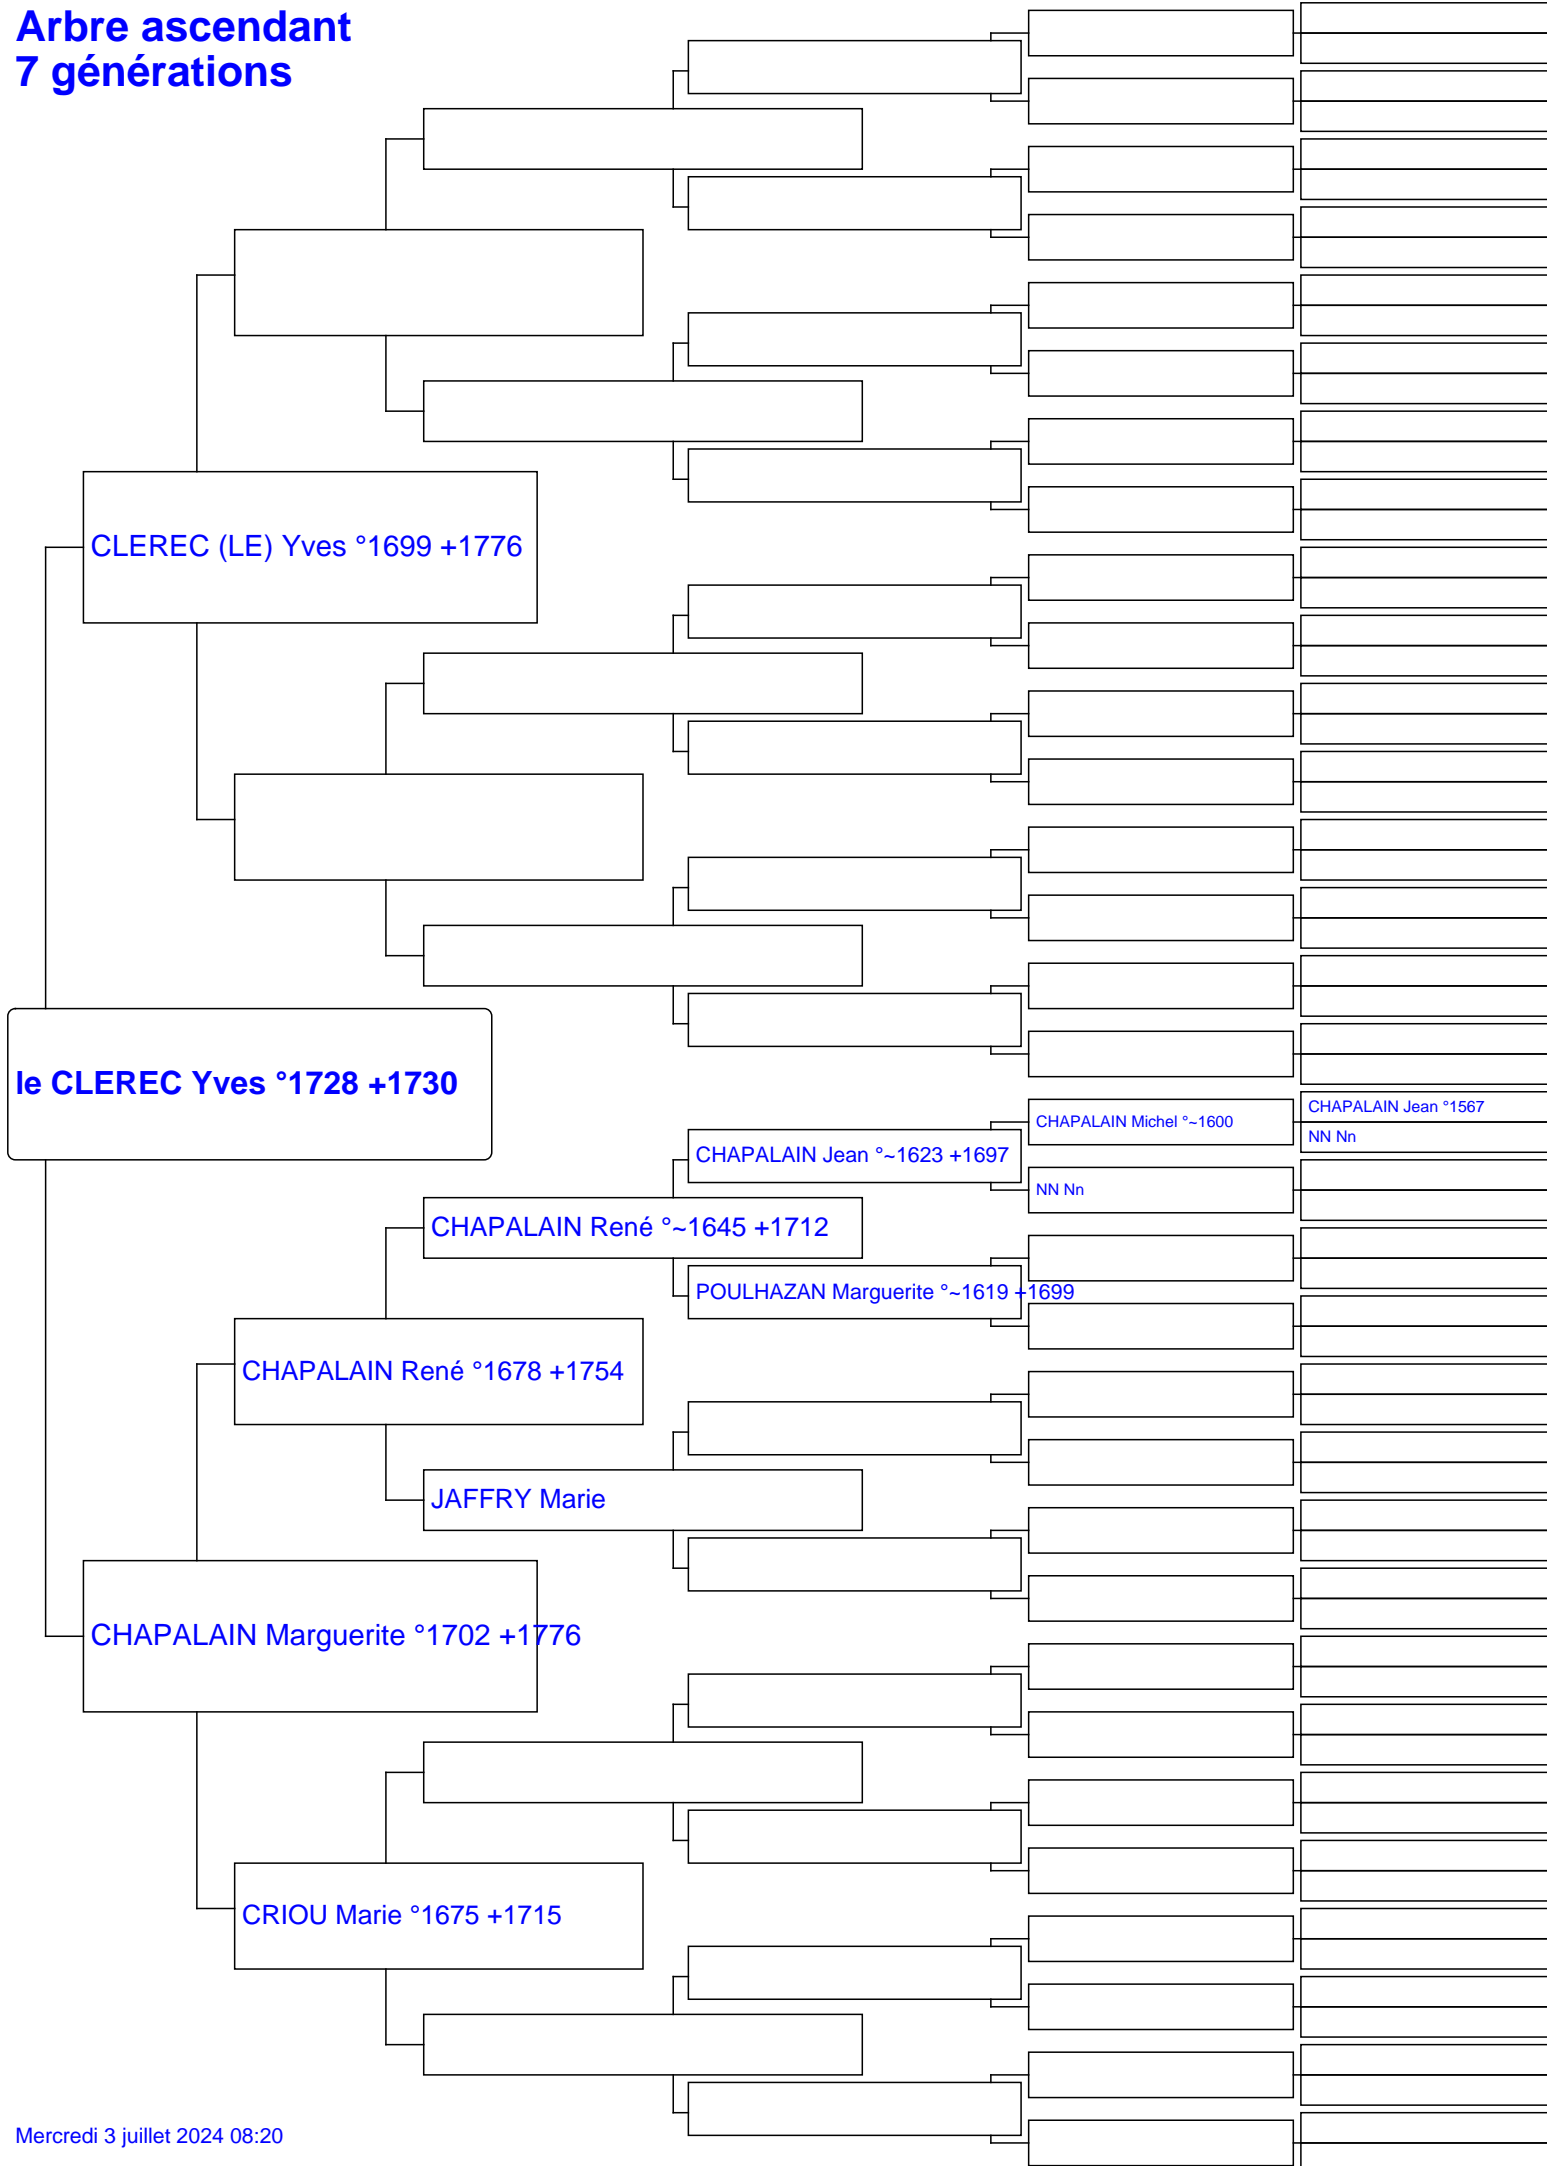 Arbre ascendant
7 générations
CLEREC (LE) Yves °1699 +1776
le CLEREC Yves °1728 +1730
CHAPALAIN Michel °~1600
CHAPALAIN Jean °1567
NN Nn
CHAPALAIN Jean °~1623 +1697
NN Nn
CHAPALAIN René °~1645 +1712
POULHAZAN Marguerite °~1619 +1699
CHAPALAIN René °1678 +1754
JAFFRY Marie
CHAPALAIN Marguerite °1702 +1776
CRIOU Marie °1675 +1715
Mercredi 3 juillet 2024 08:20